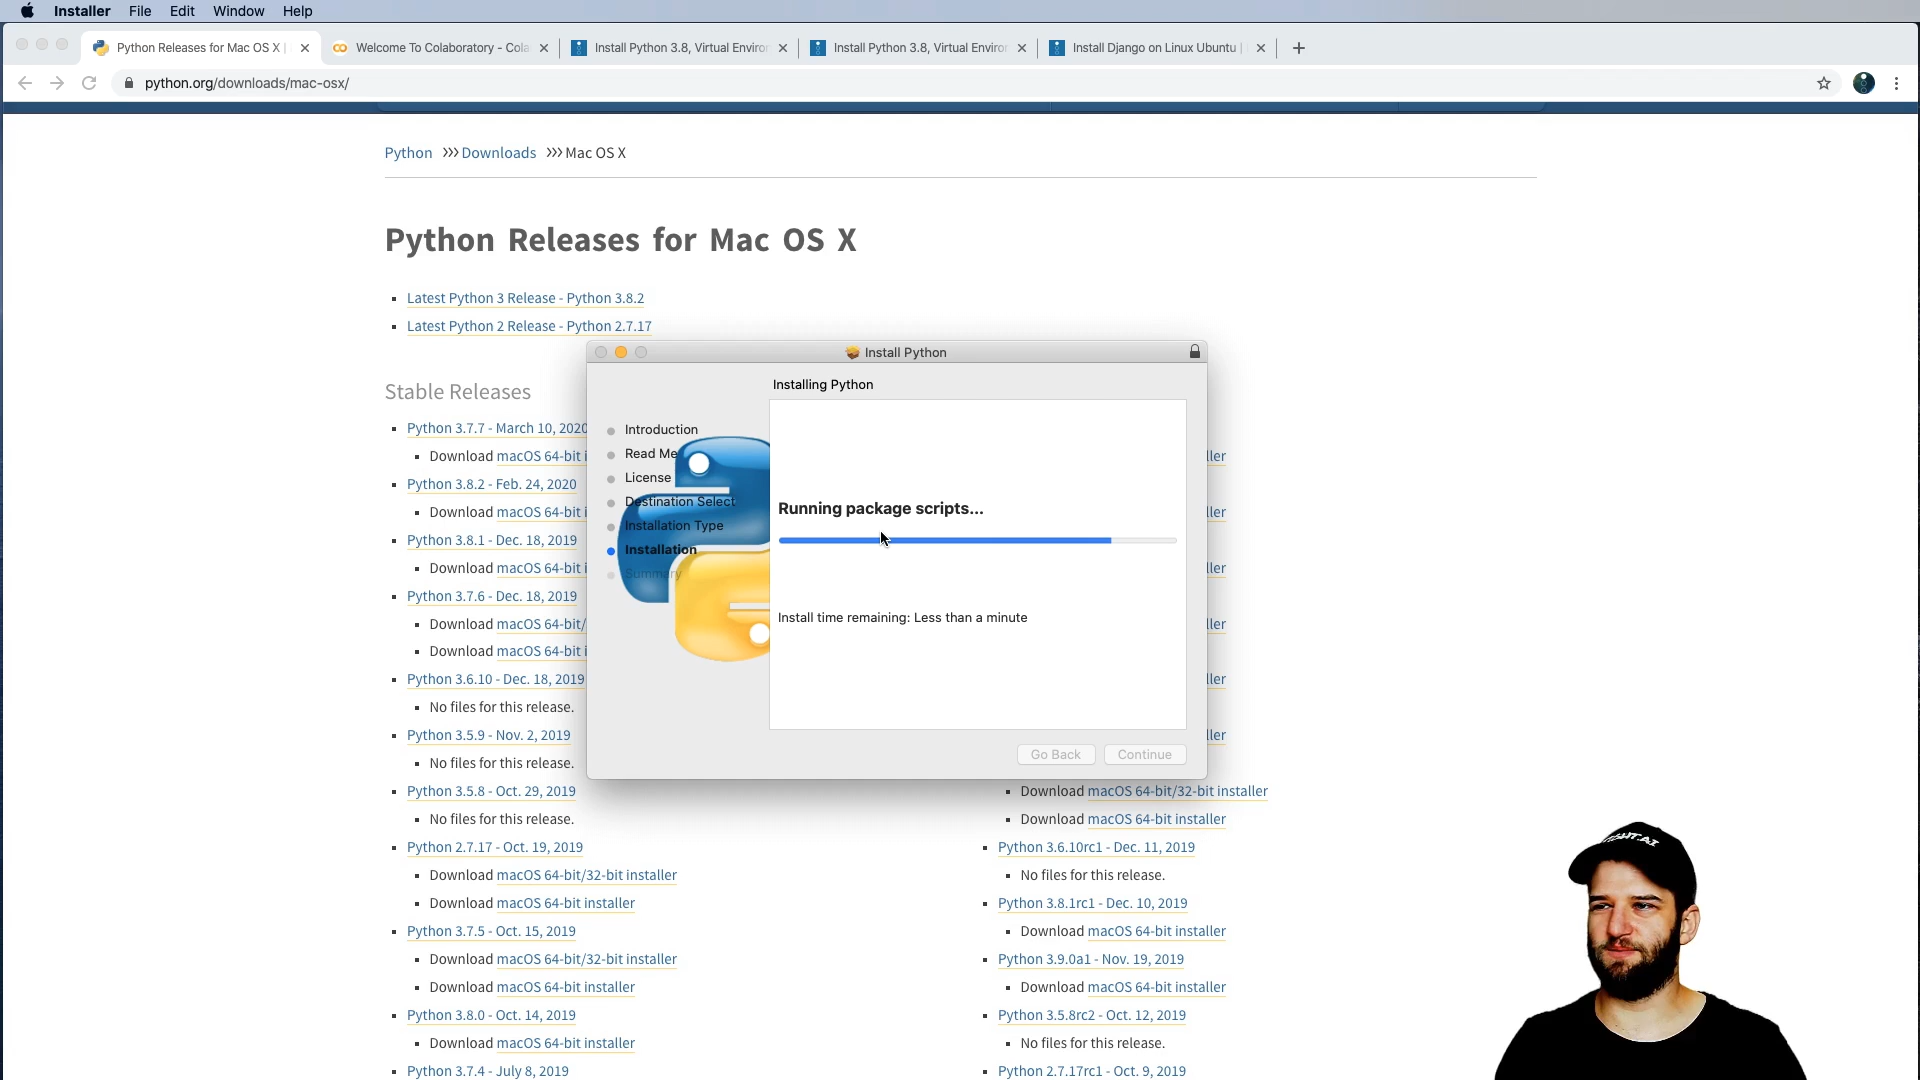 Installer File Edit Window Help
Python Releases for Mac OS X |
Welcome To Colaboratory - Cola
Install Python 3.8, Virtual Enviror
Install Python 3.8, Virtual Enviror
Install Django on Linux Ubuntu |
python.org/downloads/mac-osx/
Python >>> Downloads >>> Mac OS X
Python Releases for Mac OS X
Latest Python 3 Release - Python 3.8.2
Latest Python 2 Release - Python 2.7.17
Stable Releases
Python 3.7.7 - March 10, 2020
Download macOS 64-bit i
Python 3.8.2 - Feb. 24, 2020
Download macOS 64-bit i
Python 3.8.1 - Dec. 18, 2019
Download macOS 64-bit i
Python 3.7.6 - Dec. 18, 2019
Download macOS 64-bit/
Download macOS 64-bit i
Python 3.6.10 - Dec. 18, 2019
No files for this release.
Python 3.5.9 - Nov. 2, 2019
No files for this release.
Python 3.5.8 - Oct. 29, 2019
No files for this release.
Python 2.7.17 - Oct. 19, 2019
Download macOS 64-bit/32-bit installer
Download macOS 64-bit installer
Python 3.7.5 - Oct. 15, 2019
Download macOS 64-bit/32-bit installer
Download macOS 64-bit installer
Python 3.8.0 - Oct. 14, 2019
Download macOS 64-bit installer
Python 3.7.4 - July 8, 2019
Install Python
Installing Python
Introduction
Read Me
License
Destination Select
Installation Type
Installation
Summary
Running package scripts...
Install time remaining: Less than a minute
Go Back
Continue
ller
ller
ller
ller
ller
ller
Download macOS 64-bit/32-bit installer
Download macOS 64-bit installer
Python 3.6.10rc1 - Dec. 11, 2019
No files for this release.
Python 3.8.1rc1 - Dec. 10, 2019
Download macOS 64-bit installer
Python 3.9.0a1 - Nov. 19, 2019
Download macOS 64-bit installer
Python 3.5.8rc2 - Oct. 12, 2019
No files for this release.
Python 2.7.17rc1 - Oct. 9, 2019